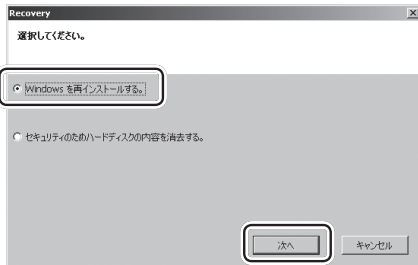 Recovery
選択してください。
Windows を再インストールする。
セキュリティのためハードディスクの内容を消去する。
次へ
キャンセル